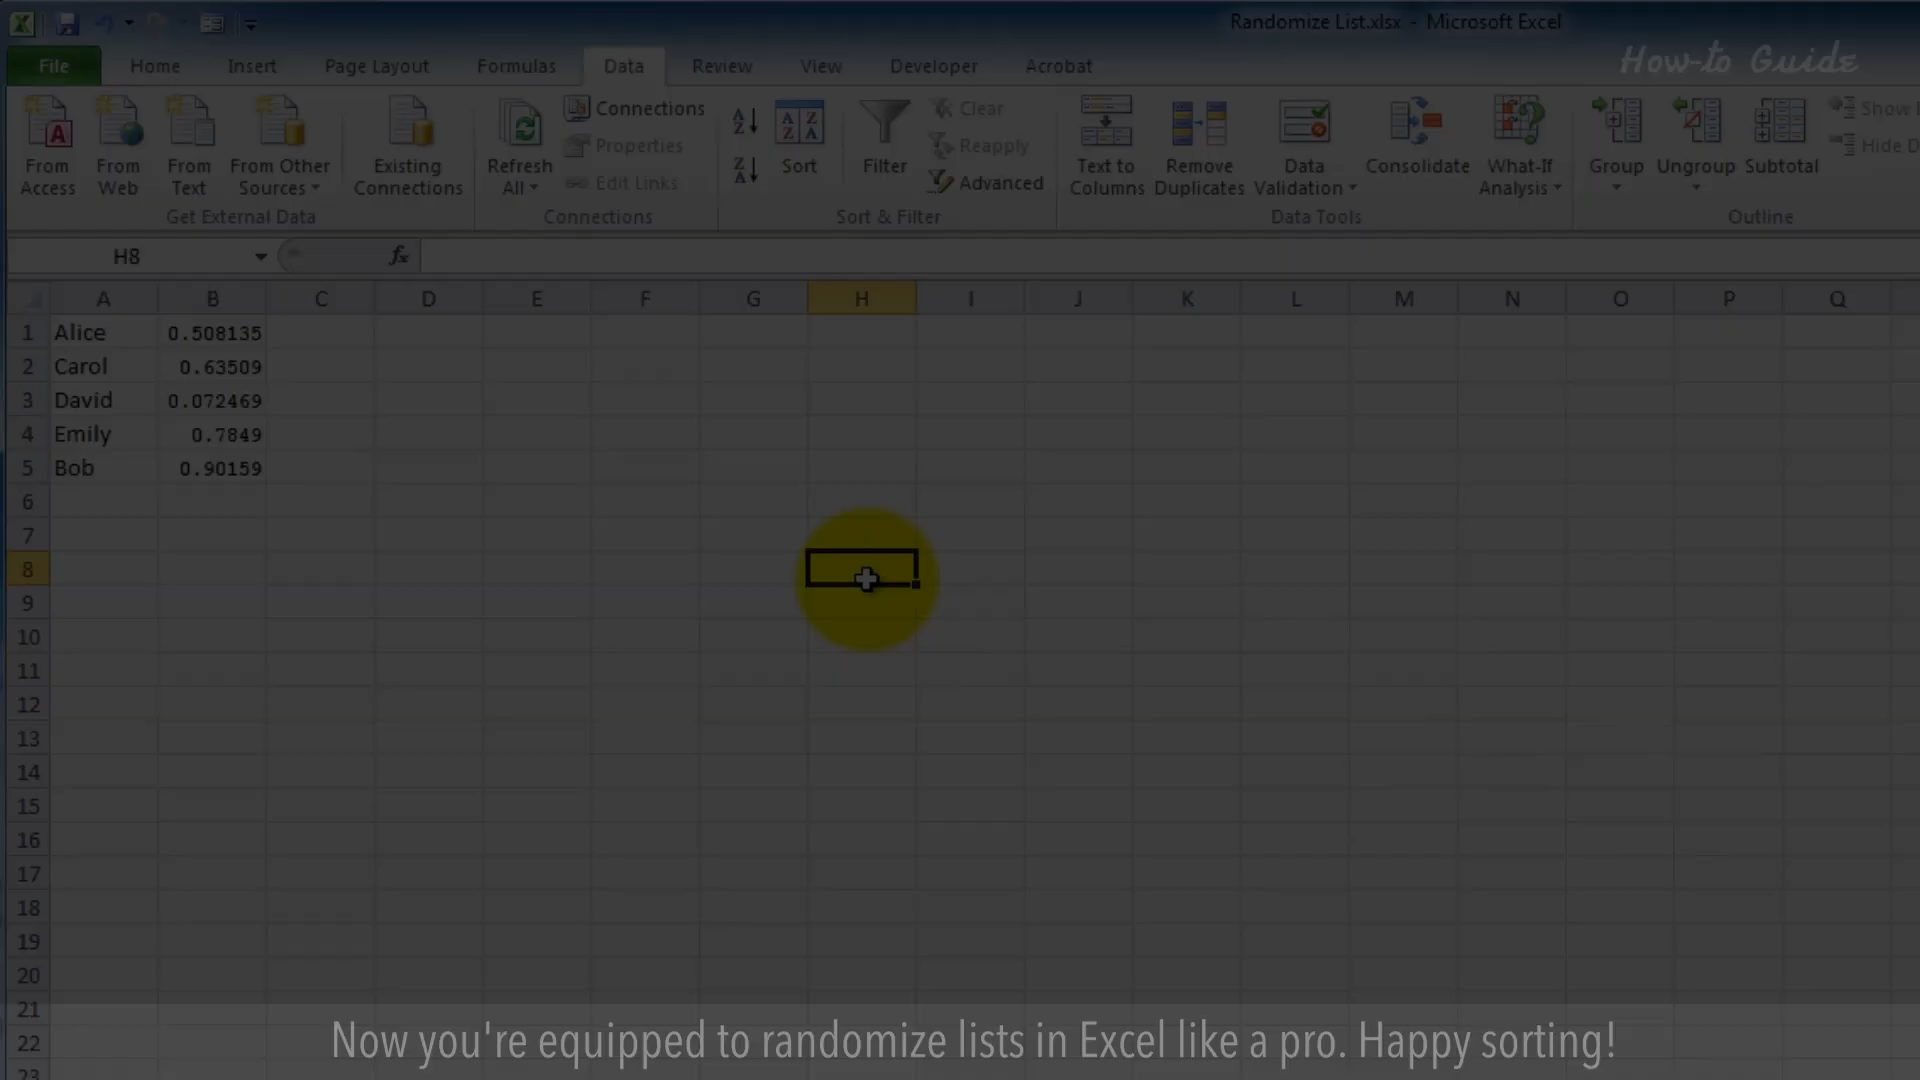 Randomize List.xlsx - Microsoft Excel
How-to Guide
File Home Insert Page Layout Formulas Data Review View Developer Acrobat
From Access From Web From Text From Other Sources Existing Connections Refresh All Connections Properties Edit Links Sort Filter Clear Reapply Advanced Text to Columns Remove Duplicates Data Validation Consolidate What-If Analysis Group Ungroup Subtotal Show Hide D
Get External Data Connections Sort & Filter Data Tools Outline
H8 fx
A B C D E F G H I J K L M N O P Q
1 Alice 0.508135
2 Carol 0.63509
3 David 0.072469
4 Emily 0.7849
5 Bob 0.90159
6
7
8
9
10
11
12
13
14
15
16
17
18
19
20
21
22
23
Now you're equipped to randomize lists in Excel like a pro. Happy sorting!